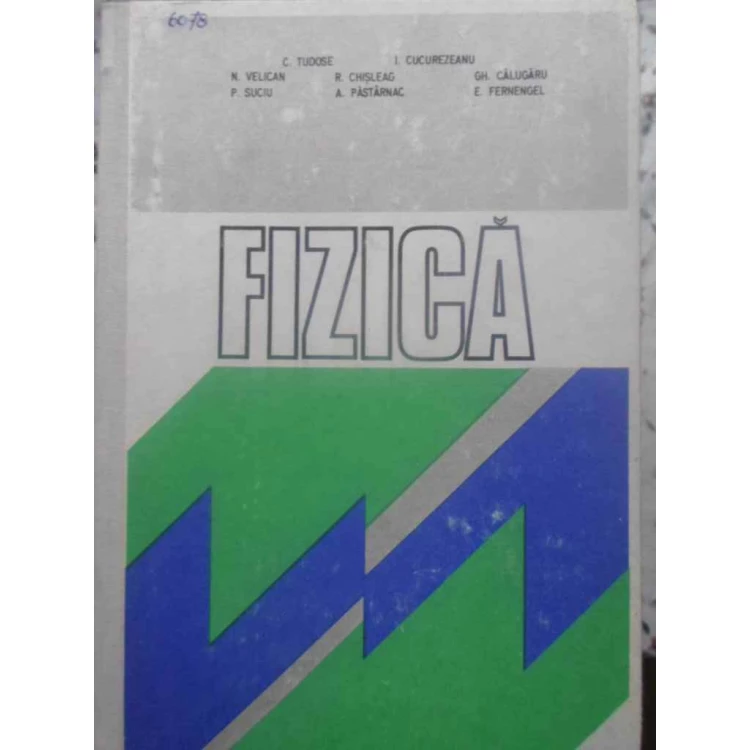 6078
C. TUDOSE I. CUCUREZEANU
N. VELICAN R. CHIȘLEAG GH. CĂLUGĂRU
P. SUCIU A. PĂSTÂRNAC E. FERNENGEL
FIZICĂ